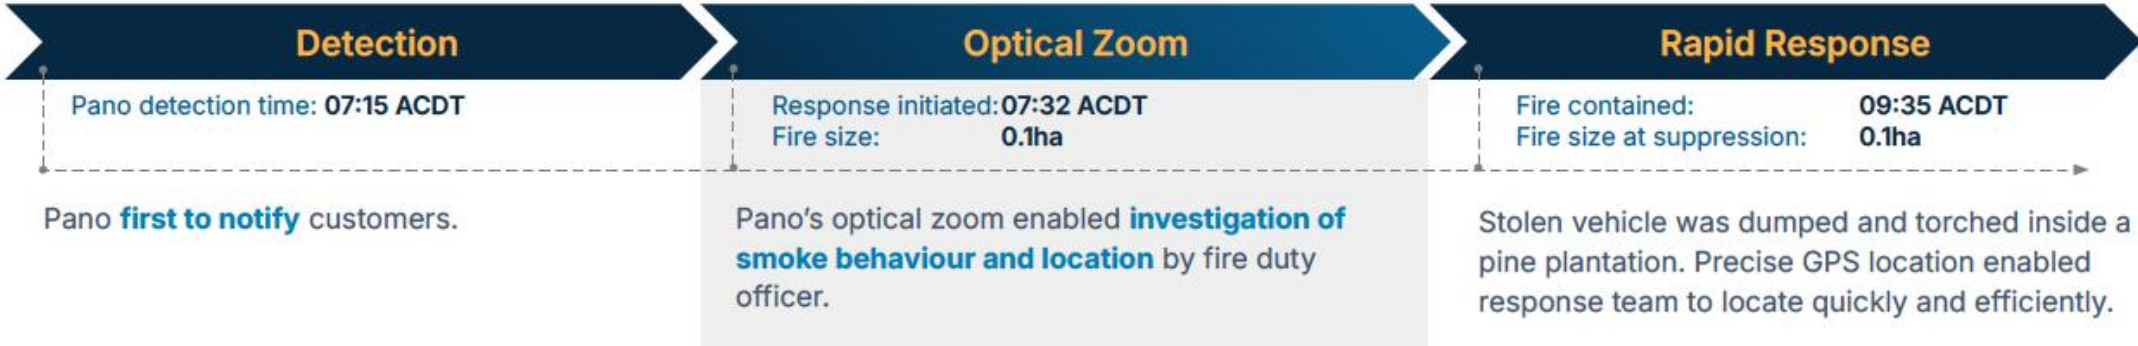 Detection
Optical Zoom
Rapid Response
Pano detection time: 07:15 ACDT
Response initiated: 07:32 ACDT
Fire size: 0.1ha
Fire contained: 09:35 ACDT
Fire size at suppression: 0.1ha
Pano first to notify customers.
Pano’s optical zoom enabled investigation of
smoke behaviour and location by fire duty
officer.
Stolen vehicle was dumped and torched inside a
pine plantation. Precise GPS location enabled
response team to locate quickly and efficiently.